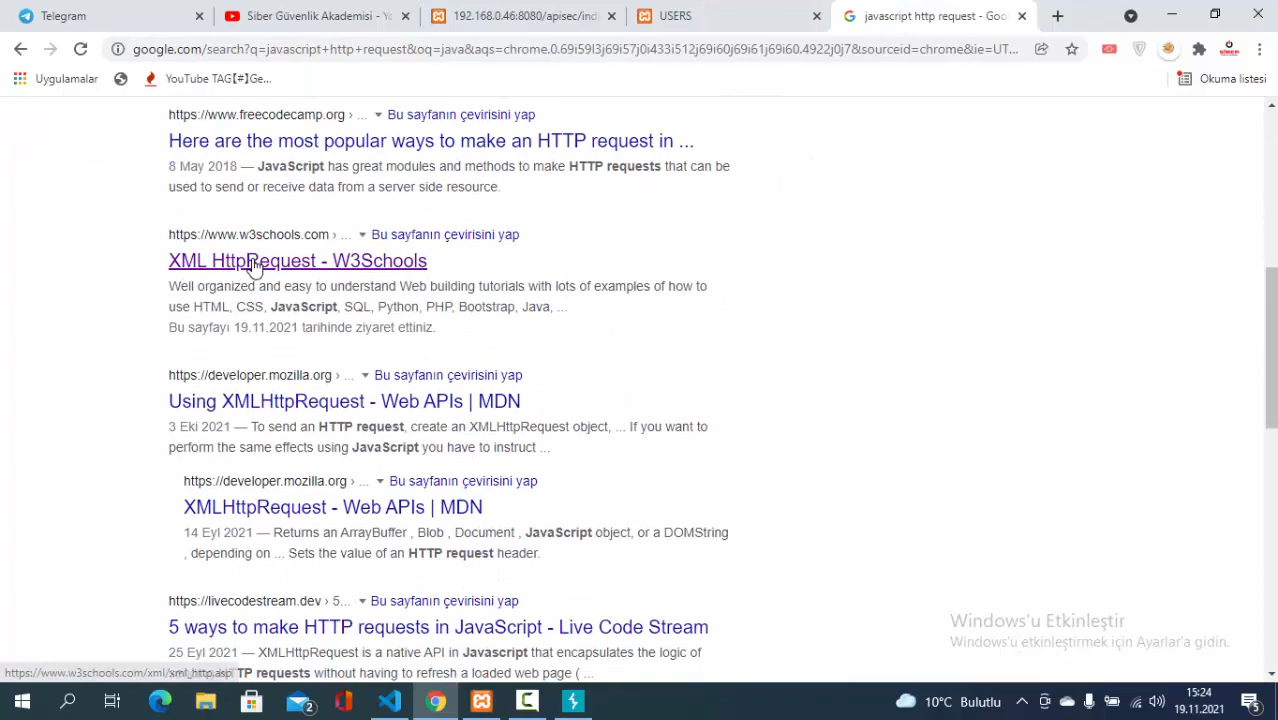 Telegram
Siber Güvenlik Akademisi - Ya
192.168.0.46:8080/apisec/inde
USERS
javascript http request - Goo
google.com/search?q=javascript+http+request&oq=java&aqs=chrome.0.69i59l3j69i57j0i433i512j69i60j69i61j69i60.4922j0j7&sourceid=chrome&ie=UT...
Uygulamalar
YouTube TAG【#】Ge...
Okuma listesi
https://www.freecodecamp.org › ... Bu sayfanın çevirisini yap
Here are the most popular ways to make an HTTP request in ...
8 May 2018 — JavaScript has great modules and methods to make HTTP requests that can be
used to send or receive data from a server side resource.
https://www.w3schools.com › ... Bu sayfanın çevirisini yap
XML HttpRequest - W3Schools
Well organized and easy to understand Web building tutorials with lots of examples of how to
use HTML, CSS, JavaScript, SQL, Python, PHP, Bootstrap, Java, ...
Bu sayfayı 19.11.2021 tarihinde ziyaret ettiniz.
https://developer.mozilla.org › ... Bu sayfanın çevirisini yap
Using XMLHttpRequest - Web APIs | MDN
3 Eki 2021 — To send an HTTP request, create an XMLHttpRequest object, ... If you want to
perform the same effects using JavaScript you have to instruct ...
https://developer.mozilla.org › ... Bu sayfanın çevirisini yap
XMLHttpRequest - Web APIs | MDN
14 Eyl 2021 — Returns an ArrayBuffer , Blob , Document , JavaScript object, or a DOMString
, depending on ... Sets the value of an HTTP request header.
https://livecodestream.dev › 5... Bu sayfanın çevirisini yap
5 ways to make HTTP requests in JavaScript - Live Code Stream
25 Eyl 2021 — XMLHttpRequest is a native API in Javascript that encapsulates the logic of
TP requests without having to refresh a loaded web page ( ...
https://www.w3schools.com/xml/xml_http.asp
Windows'u Etkinleştir
Windows'u etkinleştirmek için Ayarlar'a gidin.
2
10°C Bulutlu
15:24
19.11.2021
5